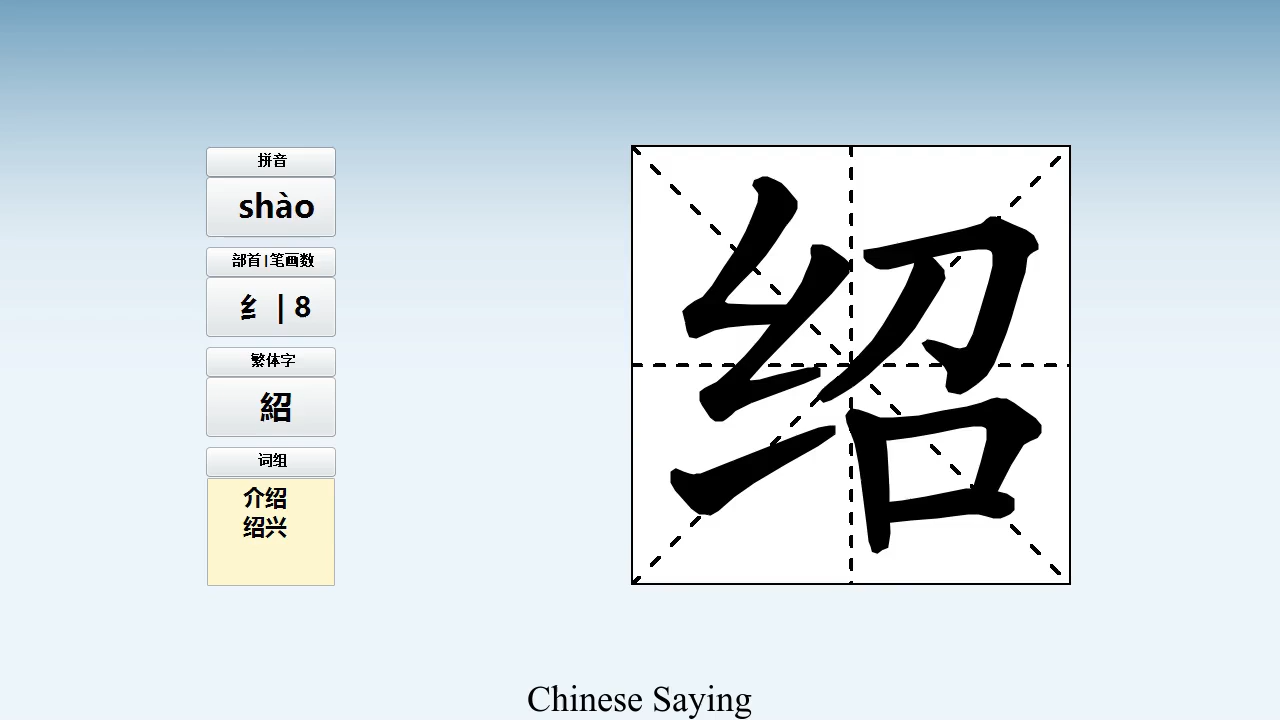 拼音
shào
部首|笔画数
纟 | 8
繁体字
紹
词组
介绍
绍兴
绍
Chinese Saying